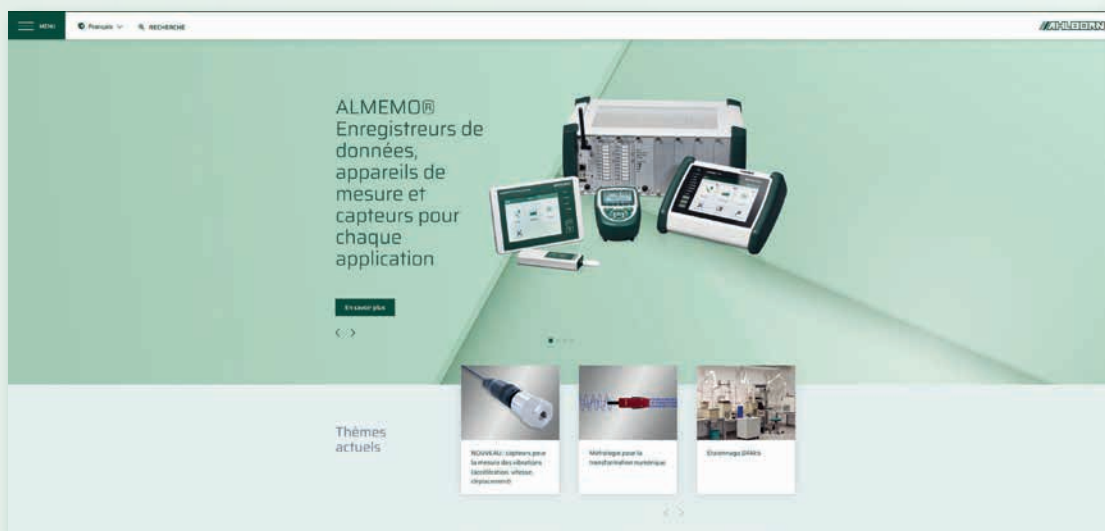 MENU
Français
RECHERCHE
AHLBORN
ALMEMO®
Enregistreurs de
données,
appareils de
mesure et
capteurs pour
chaque
application
En savoir plus
Thèmes
actuels
NOUVEAU : capteurs pour
la mesure des vibrations
(accélération, vitesse,
déplacement)
Métrologie pour la
transformation numérique
Étalonnage DAkkS